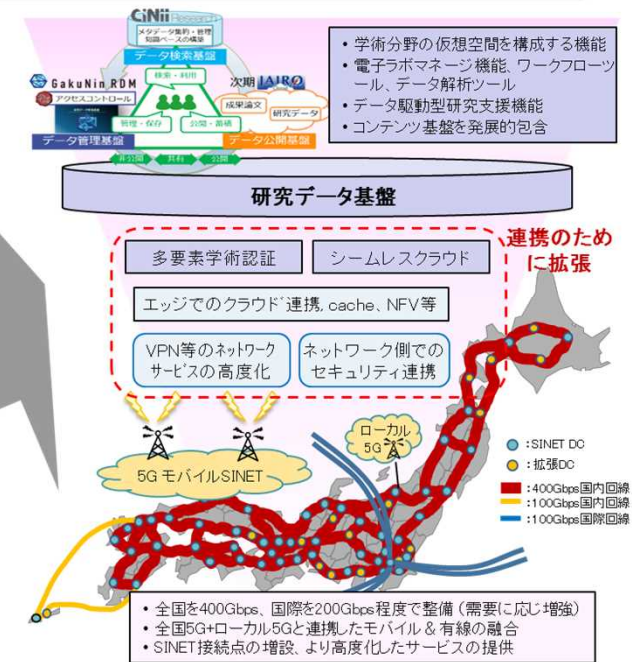 CiNii Research
メタデータ集約・管理
知識ベースの構築
データ検索基盤
検索・利用
GakuNin RDM
アクセスコントロール
データ管理基盤
管理・保存
公開・蓄積
次期 JAIRO
成果論文
研究データ
データ公開基盤
非公開
共有
公開
• 学術分野の仮想空間を構成する機能
• 電子ラボマネージ機能、ワークフローツ
ール、データ解析ツール
• データ駆動型研究支援機能
• コンテンツ基盤を発展的包含
研究データ基盤
連携のため
に拡張
多要素学術認証
シームレスクラウド
エッジでのクラウド連携, cache、NFV等
VPN等のネットワーク
サービスの高度化
ネットワーク側での
セキュリティ連携
5G モバイルSINET
ローカル
5G
:SINET DC
:拡張DC
:400Gbps国内回線
:100Gbps国内回線
:100Gbps国際回線
• 全国を400Gbps、国際を200Gbps程度で整備 (需要に応じ増強)
• 全国5G+ローカル5Gと連携したモバイル & 有線の融合
• SINET接続点の増設、より高度化したサービスの提供